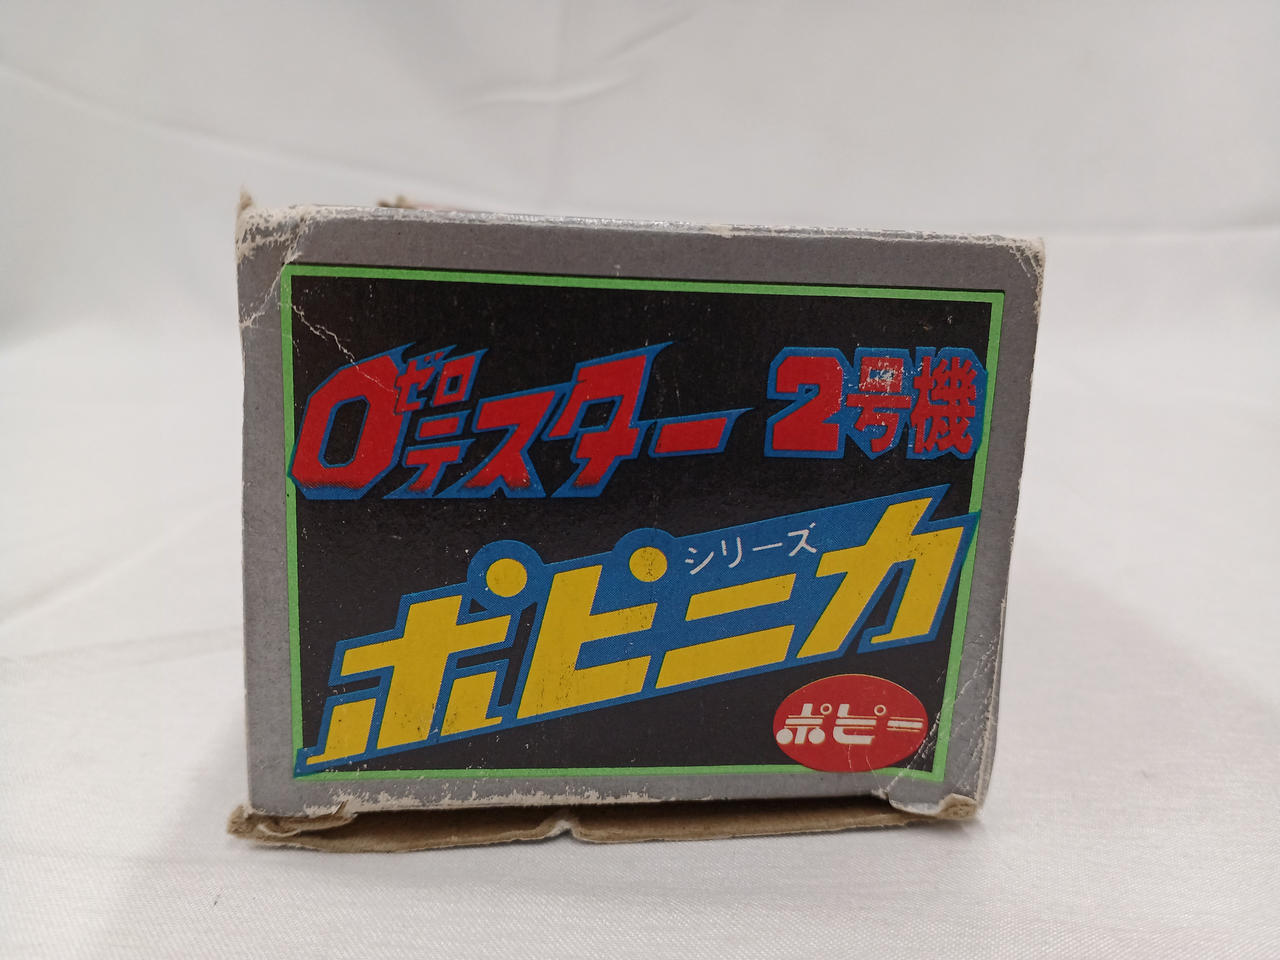 0テスター 2号機
ゼロ
シリーズ
ポピニカ
ポピー